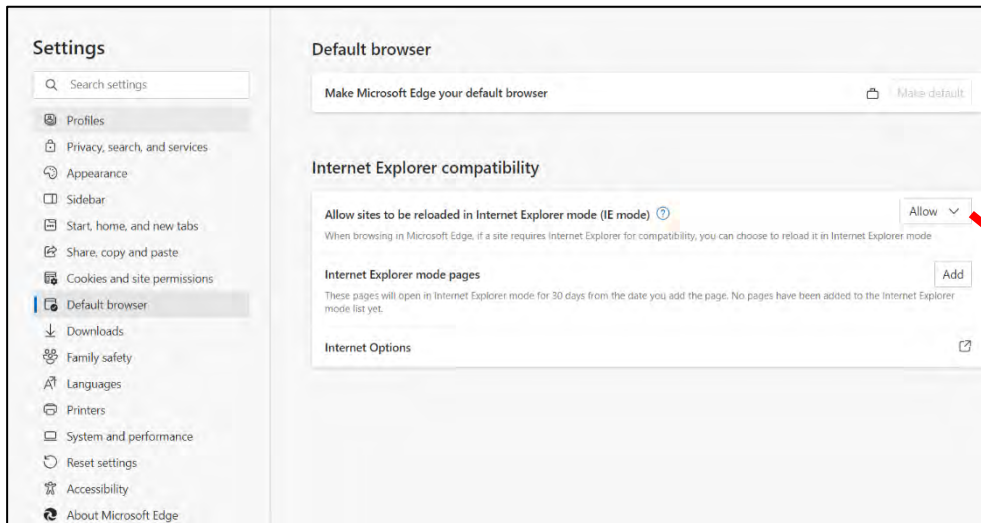 Settings
Search settings
Profiles
Privacy, search, and services
Appearance
Sidebar
Start, home, and new tabs
Share, copy and paste
Cookies and site permissions
Default browser
Downloads
Family safety
Languages
Printers
System and performance
Reset settings
Accessibility
About Microsoft Edge
Default browser
Make Microsoft Edge your default browser
Make default
Internet Explorer compatibility
Allow sites to be reloaded in Internet Explorer mode (IE mode) ?
Allow
When browsing in Microsoft Edge, if a site requires Internet Explorer for compatibility, you can choose to reload it in Internet Explorer mode
Internet Explorer mode pages
Add
These pages will open in Internet Explorer mode for 30 days from the date you add the page. No pages have been added to the Internet Explorer
mode list yet.
Internet Options